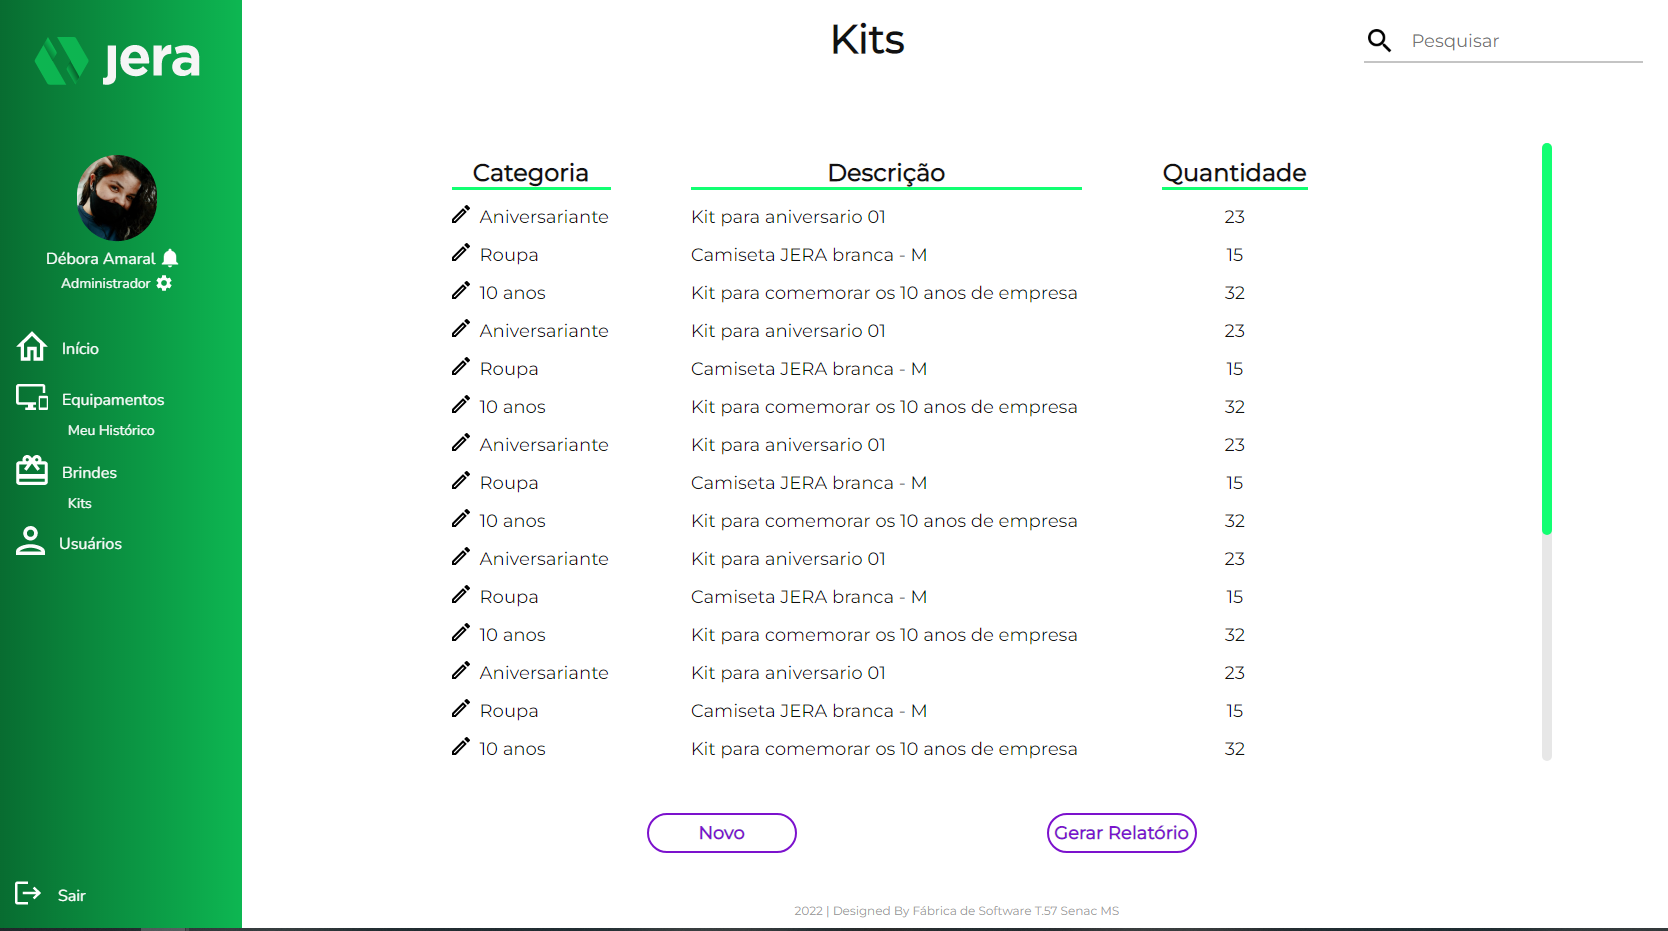 jera
Débora Amaral
Administrador
Início
Equipamentos
Meu Histórico
Brindes
Kits
Usuários
Sair
Kits
Pesquisar
Categoria Descrição Quantidade
Aniversariante Kit para aniversario 01 23
Roupa Camiseta JERA branca - M 15
10 anos Kit para comemorar os 10 anos de empresa 32
Aniversariante Kit para aniversario 01 23
Roupa Camiseta JERA branca - M 15
10 anos Kit para comemorar os 10 anos de empresa 32
Aniversariante Kit para aniversario 01 23
Roupa Camiseta JERA branca - M 15
10 anos Kit para comemorar os 10 anos de empresa 32
Aniversariante Kit para aniversario 01 23
Roupa Camiseta JERA branca - M 15
10 anos Kit para comemorar os 10 anos de empresa 32
Aniversariante Kit para aniversario 01 23
Roupa Camiseta JERA branca - M 15
10 anos Kit para comemorar os 10 anos de empresa 32
Novo Gerar Relatório
2022 | Designed By Fábrica de Software T.57 Senac MS